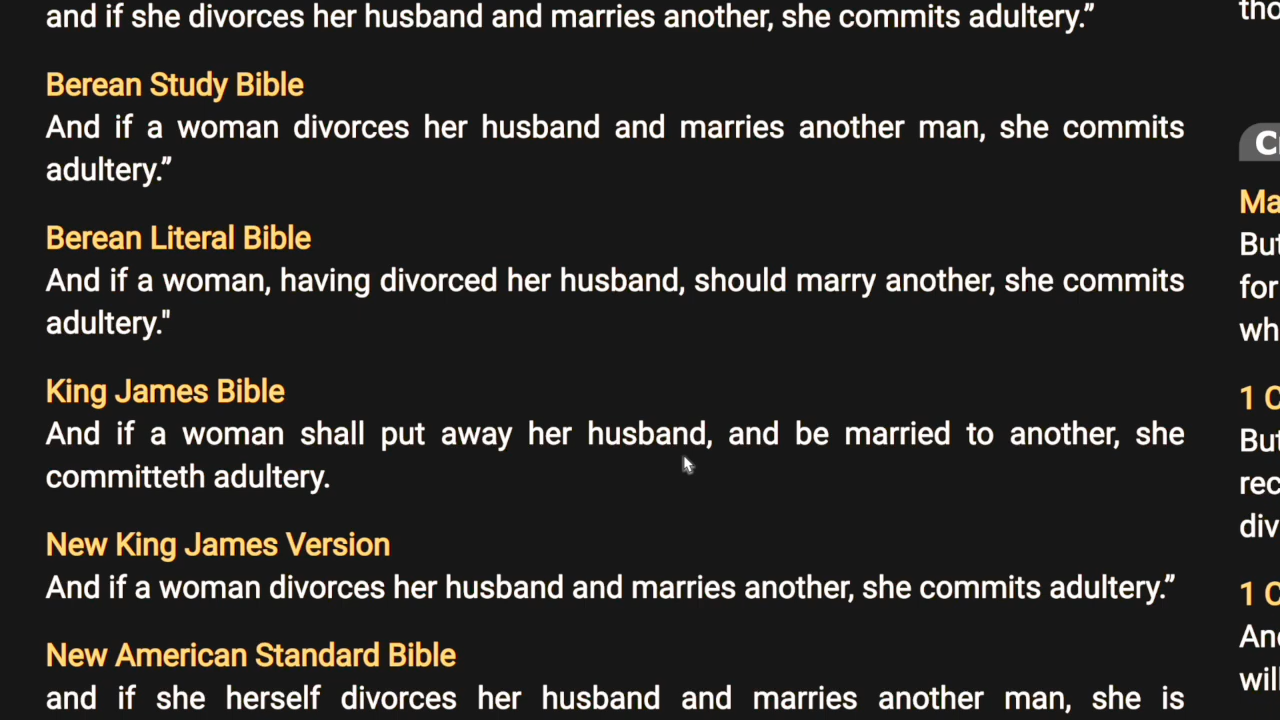 and if she divorces her husband and marries another, she commits adultery.”
Berean Study Bible
And if a woman divorces her husband and marries another man, she commits
adultery.”
Berean Literal Bible
And if a woman, having divorced her husband, should marry another, she commits
adultery."
King James Bible
And if a woman shall put away her husband, and be married to another, she
committeth adultery.
New King James Version
And if a woman divorces her husband and marries another, she commits adultery.”
New American Standard Bible
and if she herself divorces her husband and marries another man, she is
for
1
1